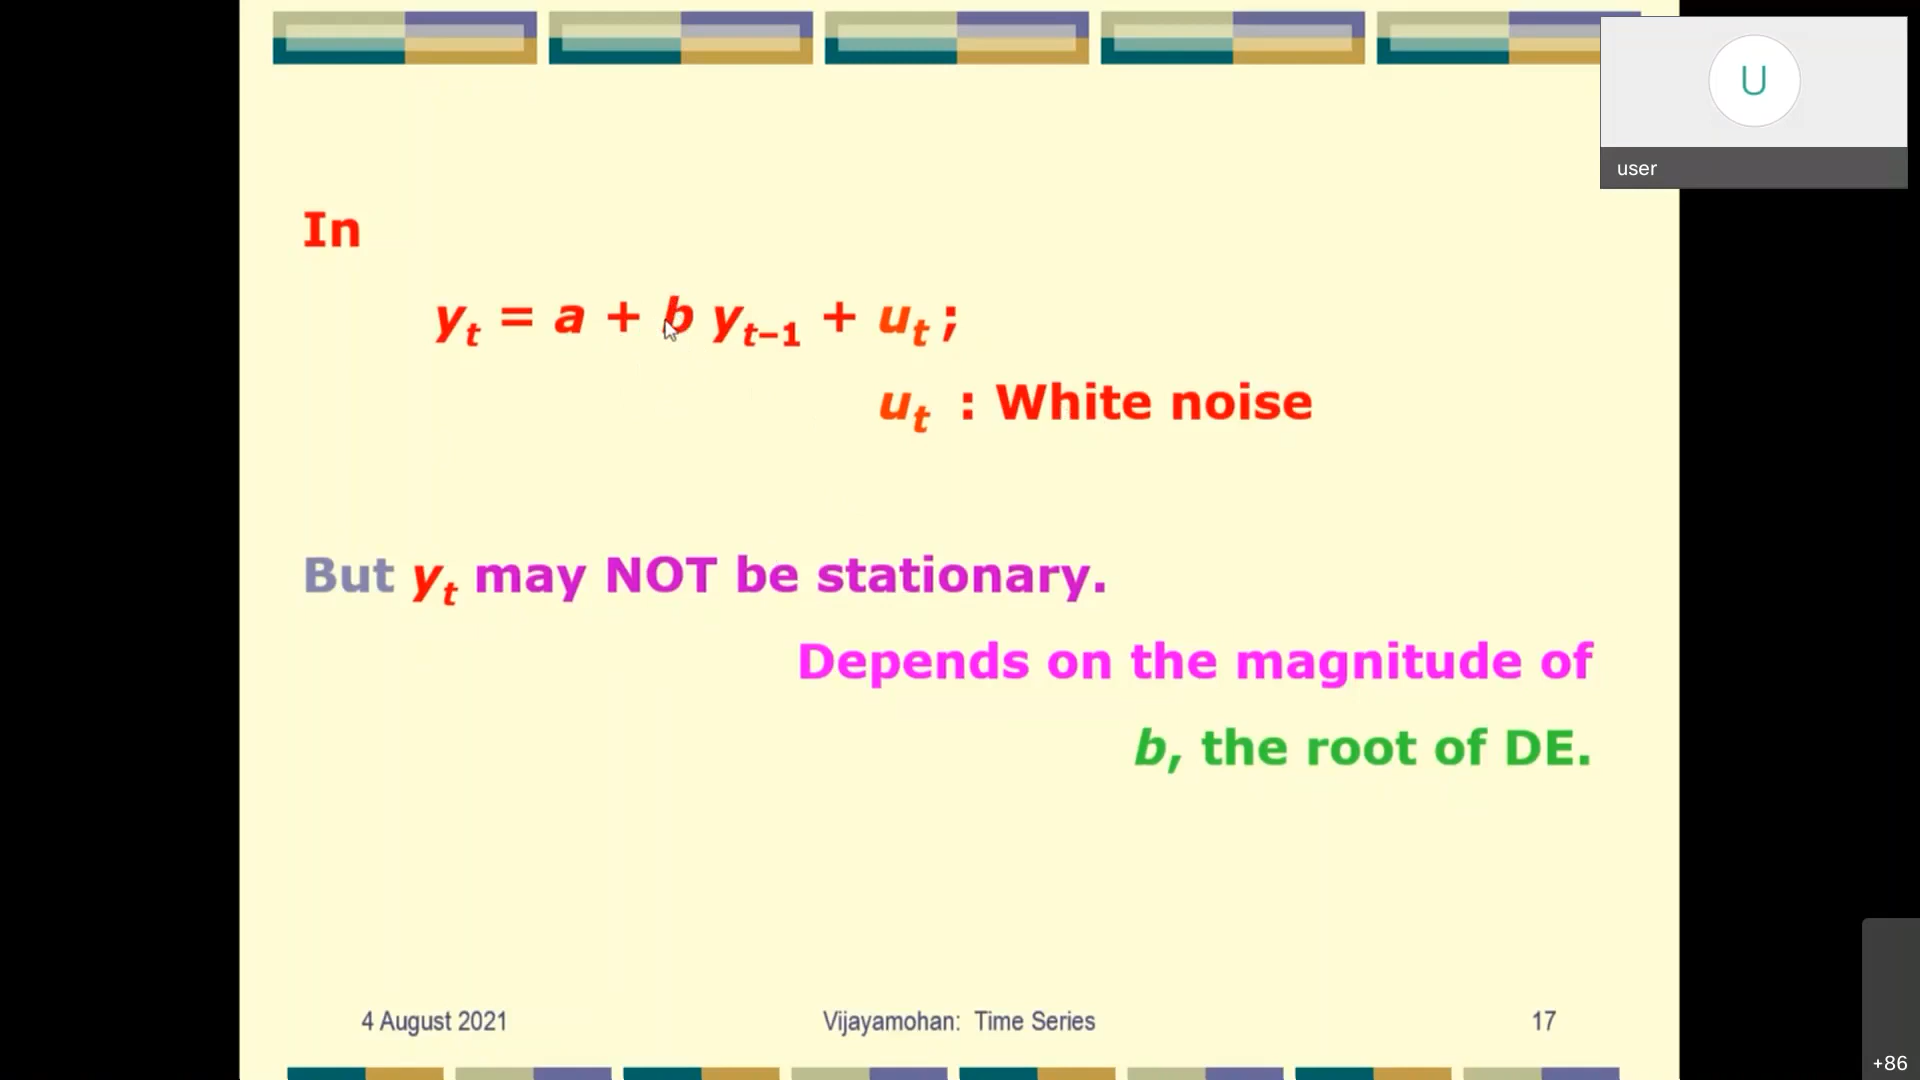 U
user
In
yₜ = a + b yₜ₋₁ + uₜ ;
uₜ : White noise
But yₜ may NOT be stationary.
Depends on the magnitude of
b, the root of DE.
4 August 2021
Vijayamohan: Time Series
17
+86